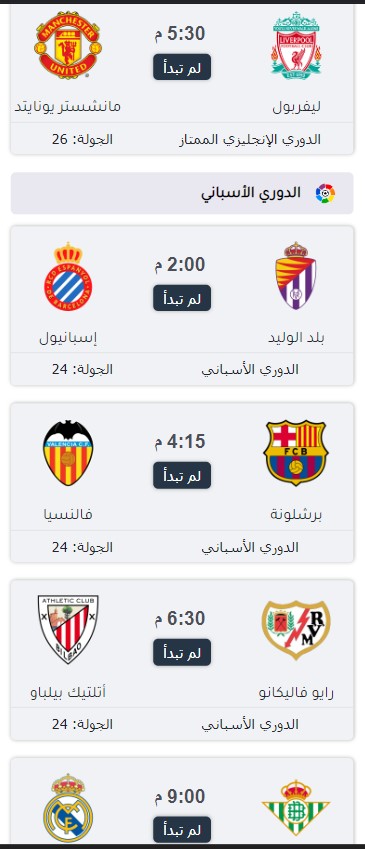 5:30 م
لم تبدأ
ليفربول
مانشستر يونايتد
الدوري الإنجليزي الممتاز
الجولة: 26
الدوري الأسباني
2:00 م
لم تبدأ
بلد الوليد
إسبانيول
الدوري الأسباني
الجولة: 24
4:15 م
لم تبدأ
برشلونة
فالنسيا
الدوري الأسباني
الجولة: 24
6:30 م
لم تبدأ
رايو فاليكانو
أتلتيك بيلباو
الدوري الأسباني
الجولة: 24
9:00 م
لم تبدأ
MANCHESTER
UNITED
LIVERPOOL
VALENCIA C.F.
FCB
ATHLETIC CLUB
BILBAO